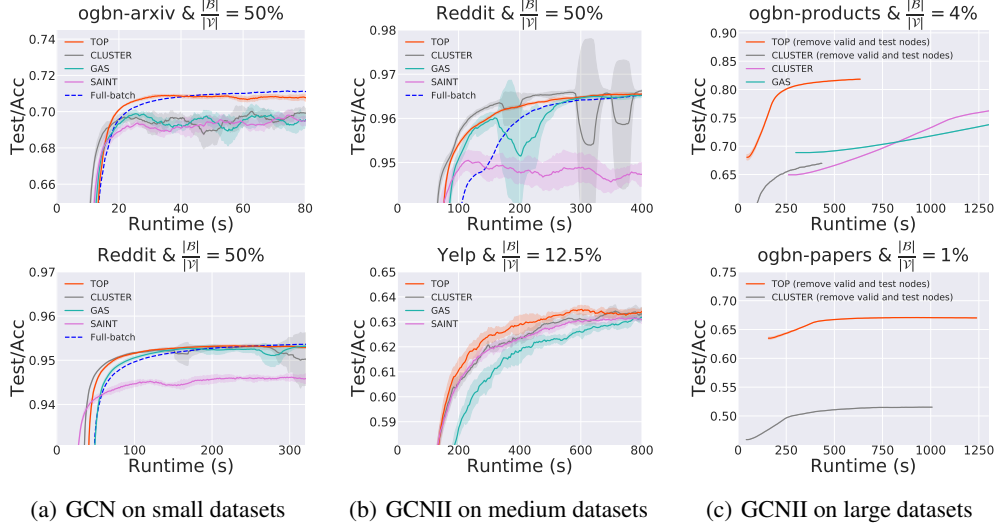 ogbn-arxiv & |B|/|V| = 50%
Test/Acc
0.74
0.72
0.70
0.68
0.66
TOP
CLUSTER
GAS
SAINT
Full-batch
0 20 40 60 80
Runtime (s)
Reddit & |B|/|V| = 50%
Test/Acc
0.98
0.97
0.96
0.95
TOP
CLUSTER
GAS
SAINT
Full-batch
0 100 200 300 400
Runtime (s)
ogbn-products & |B|/|V| = 4%
Test/Acc
0.90
0.85
0.80
0.75
0.70
0.65
TOP (remove valid and test nodes)
CLUSTER (remove valid and test nodes)
CLUSTER
GAS
0 250 500 750 1000 1250
Runtime (s)
Reddit & |B|/|V| = 50%
Test/Acc
0.97
0.96
0.95
0.94
TOP
CLUSTER
GAS
SAINT
Full-batch
0 100 200 300
Runtime (s)
Yelp & |B|/|V| = 12.5%
Test/Acc
0.65
0.64
0.63
0.62
0.61
0.60
0.59
TOP
CLUSTER
GAS
SAINT
0 200 400 600 800
Runtime (s)
ogbn-papers & |B|/|V| = 1%
Test/Acc
0.75
0.70
0.65
0.60
0.55
0.50
TOP (remove valid and test nodes)
CLUSTER (remove valid and test nodes)
0 250 500 750 1000 1250
Runtime (s)
(a) GCN on small datasets
(b) GCNII on medium datasets
(c) GCNII on large datasets